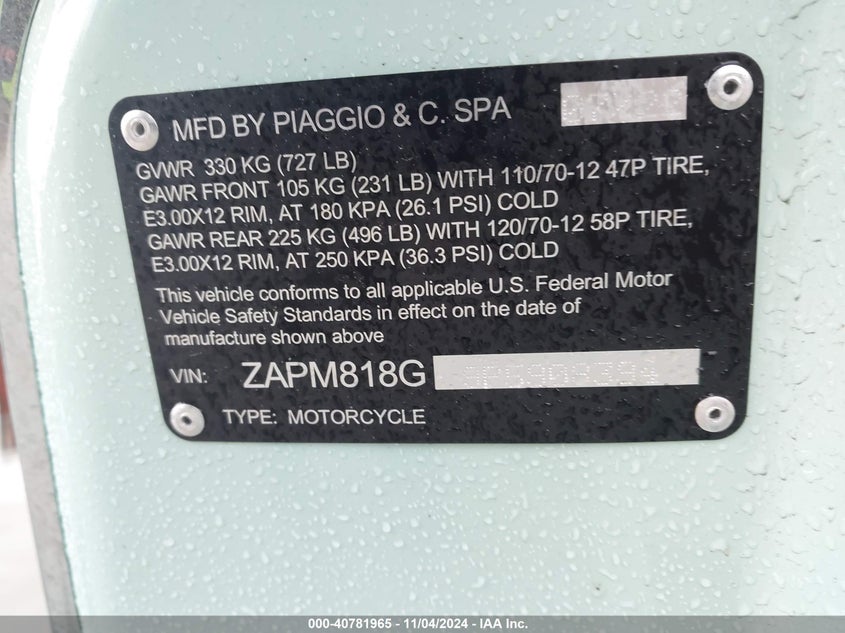 MFD BY PIAGGIO & C. SPA
GVWR 330 KG (727 LB)
GAWR FRONT 105 KG (231 LB) WITH 110/70-12 47P TIRE,
E3.00X12 RIM, AT 180 KPA (26.1 PSI) COLD
GAWR REAR 225 KG (496 LB) WITH 120/70-12 58P TIRE,
E3.00X12 RIM, AT 250 KPA (36.3 PSI) COLD
This vehicle conforms to all applicable U.S. Federal Motor
Vehicle Safety Standards in effect on the date of
manufacture shown above
VIN: ZAPM818G
TYPE: MOTORCYCLE
000-40781965 - 11/04/2024 - IAA Inc.